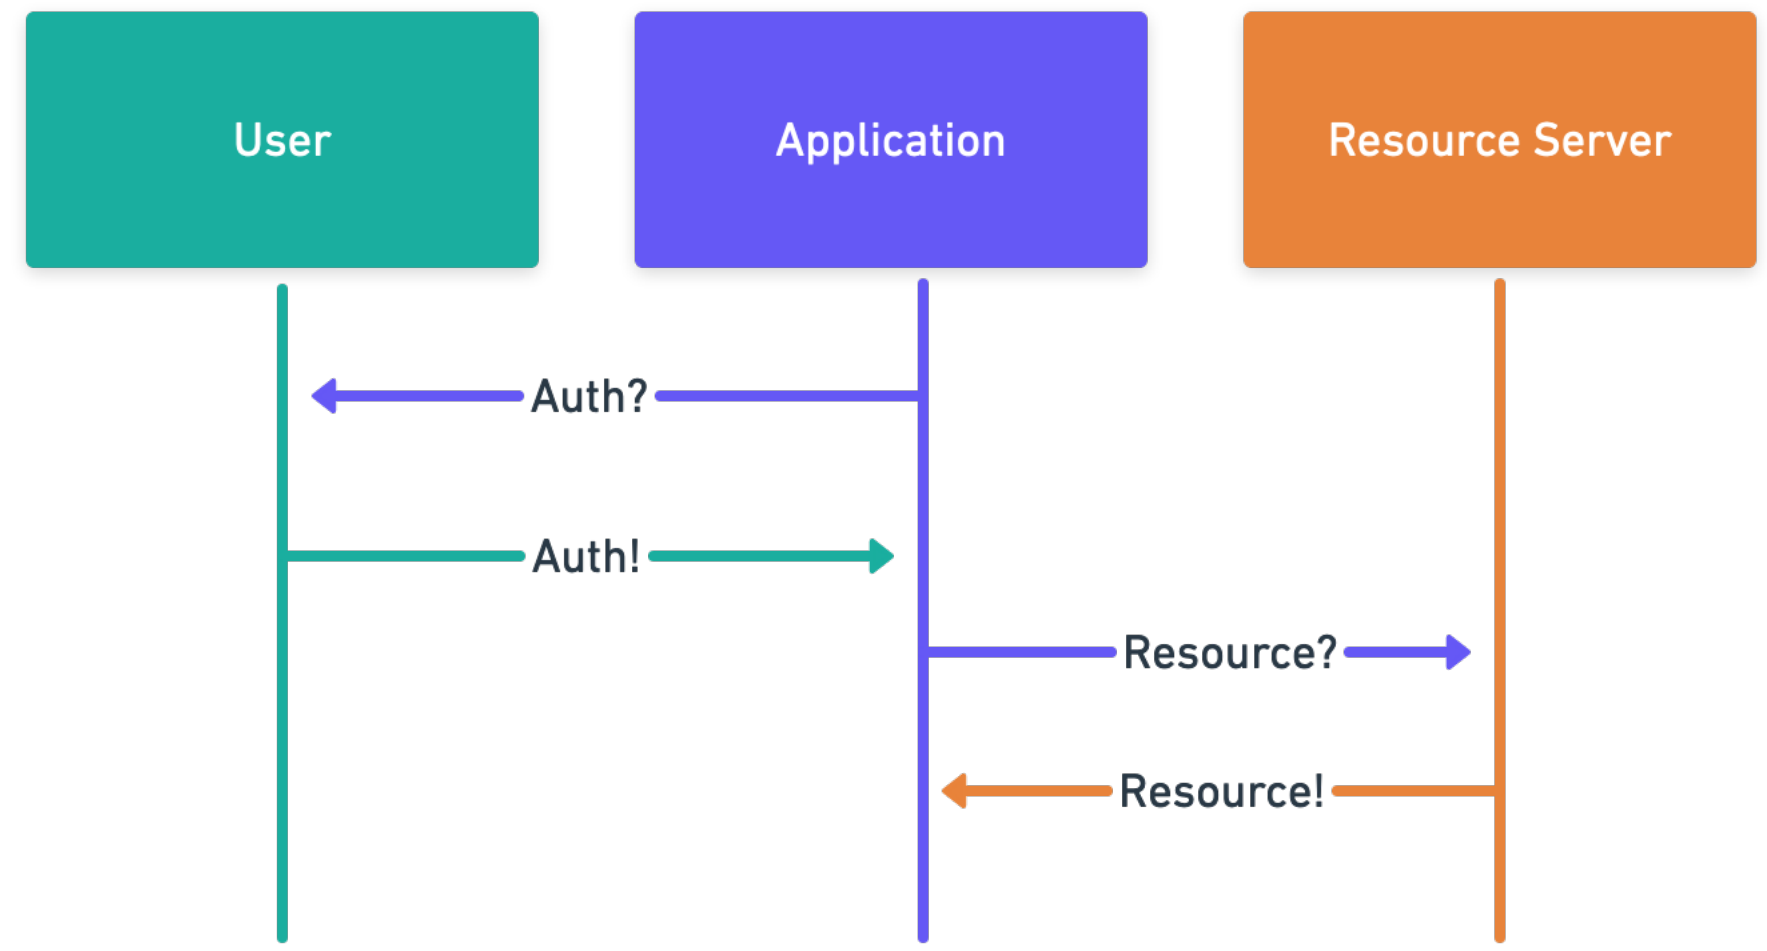 User
Application
Resource Server
Auth?
Auth!
Resource?
Resource!